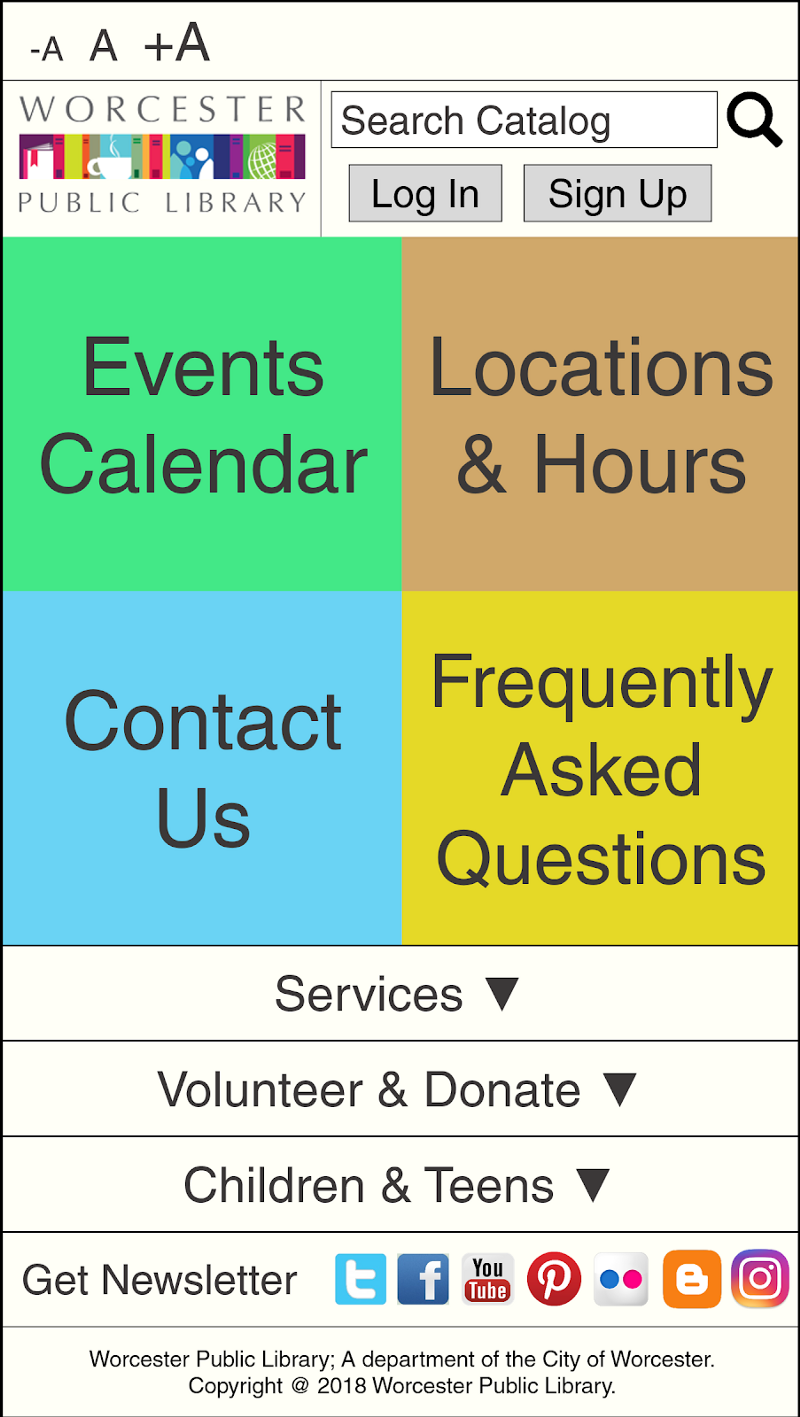 -A A +A
WORCESTER
PUBLIC LIBRARY
Search Catalog
Log In Sign Up
Events
Calendar
Locations
& Hours
Contact
Us
Frequently
Asked
Questions
Services ▼
Volunteer & Donate ▼
Children & Teens ▼
Get Newsletter
You
Tube
Worcester Public Library; A department of the City of Worcester.
Copyright @ 2018 Worcester Public Library.